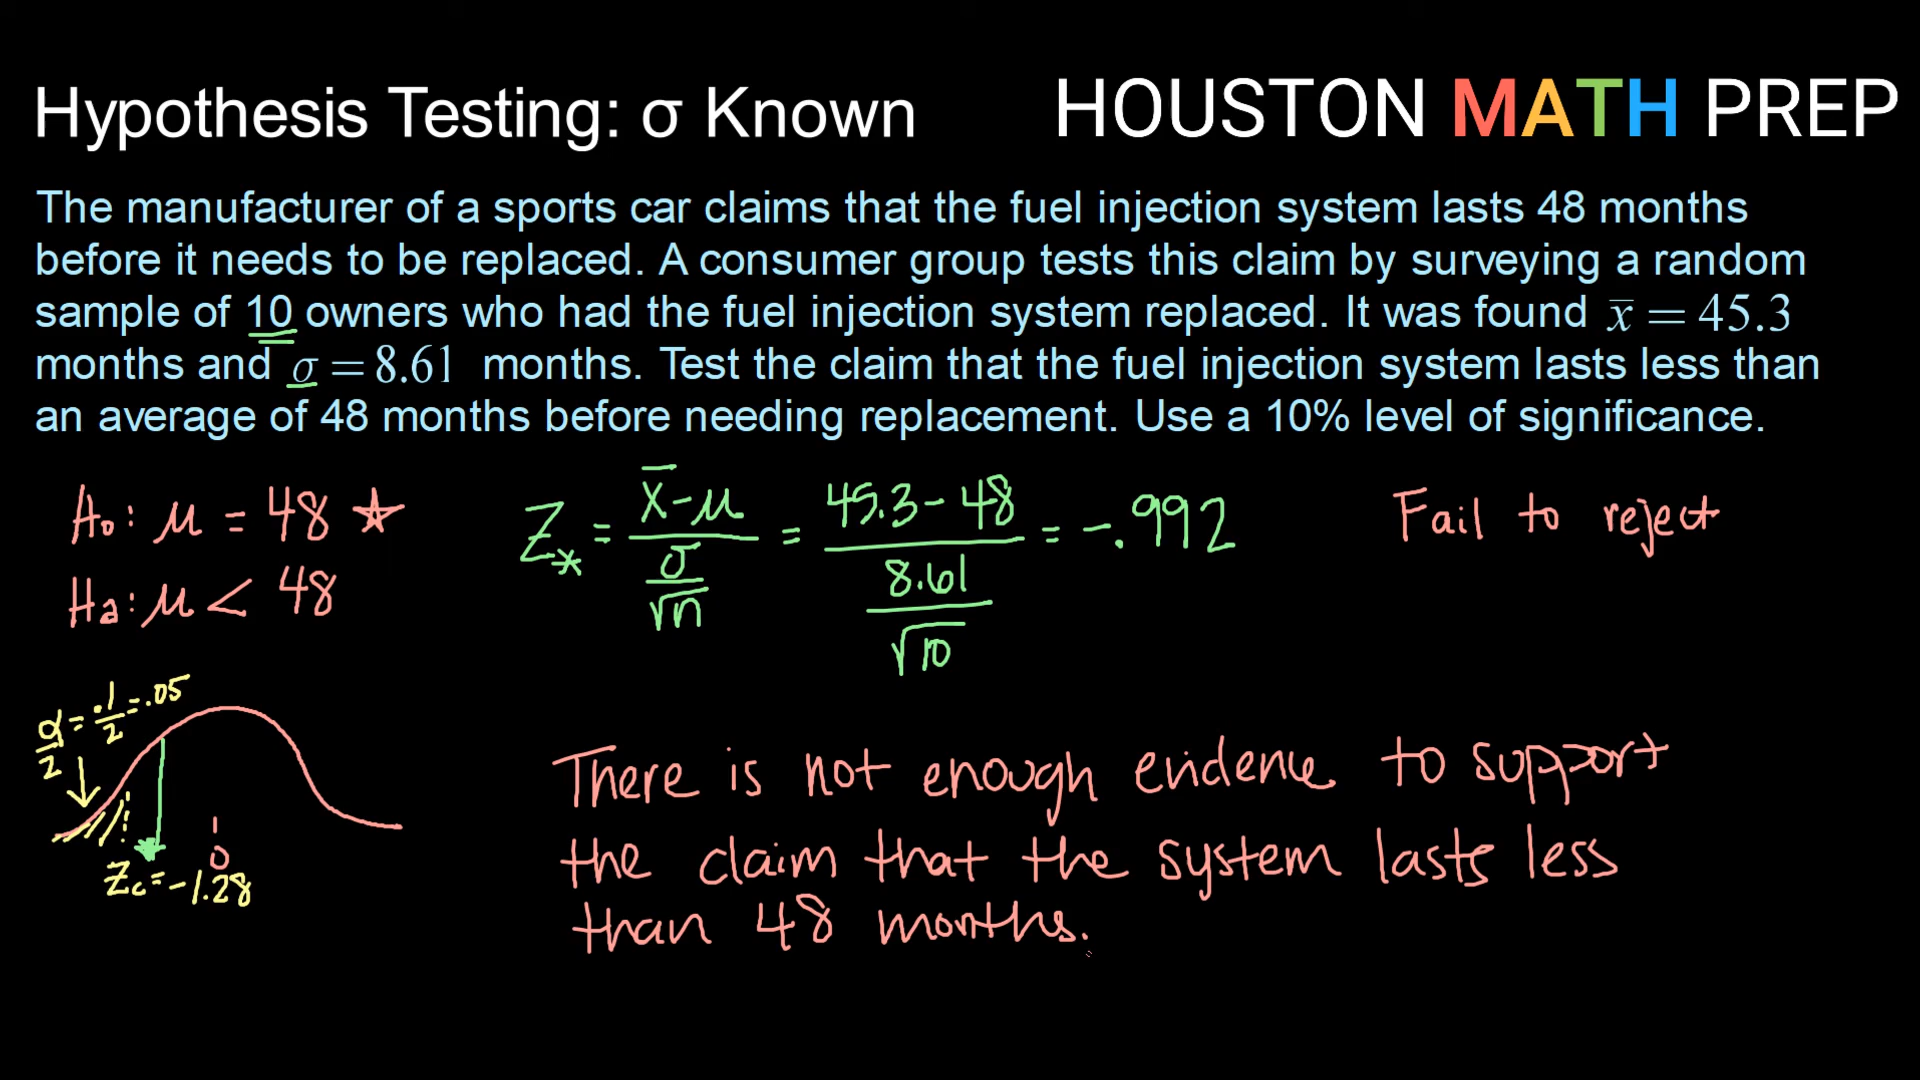 Hypothesis Testing: σ Known
HOUSTON MATH PREP
The manufacturer of a sports car claims that the fuel injection system lasts 48 months
before it needs to be replaced. A consumer group tests this claim by surveying a random
sample of 10 owners who had the fuel injection system replaced. It was found x̄ = 45.3
months and σ = 8.61 months. Test the claim that the fuel injection system lasts less than
an average of 48 months before needing replacement. Use a 10% level of significance.
H₀: μ = 48 ☆
Hₐ: μ < 48
Z* = (x̄ - μ)/(σ/√n) = (45.3 - 48)/(8.61/√10) = -.992
Fail to reject
α/2 = .1/2 = .05
0
Zc = -1.28
There is not enough evidence to support
the claim that the system lasts less
than 48 months.